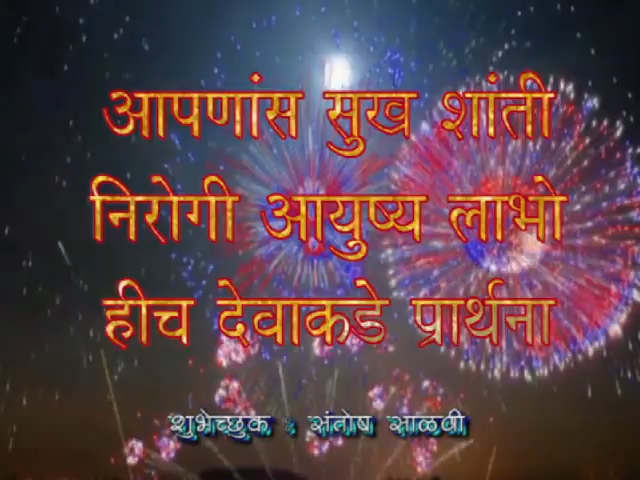 आपणांस सुख शांती
निरोगी आयुष्य लाभो
हीच देवाकडे प्रार्थना
शुभेच्छुक : संतोष साळवी